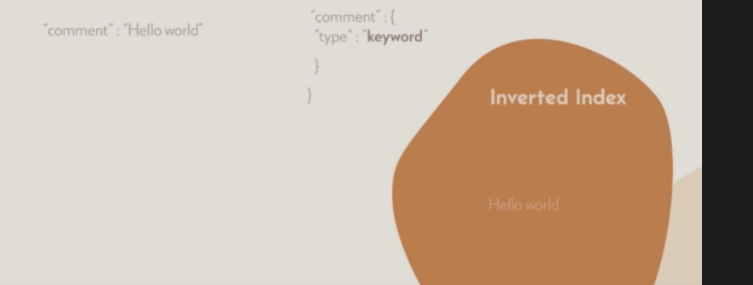 "comment" : "Hello world"
"comment" : {
"type" : "keyword"
}
}
Inverted Index
Hello world